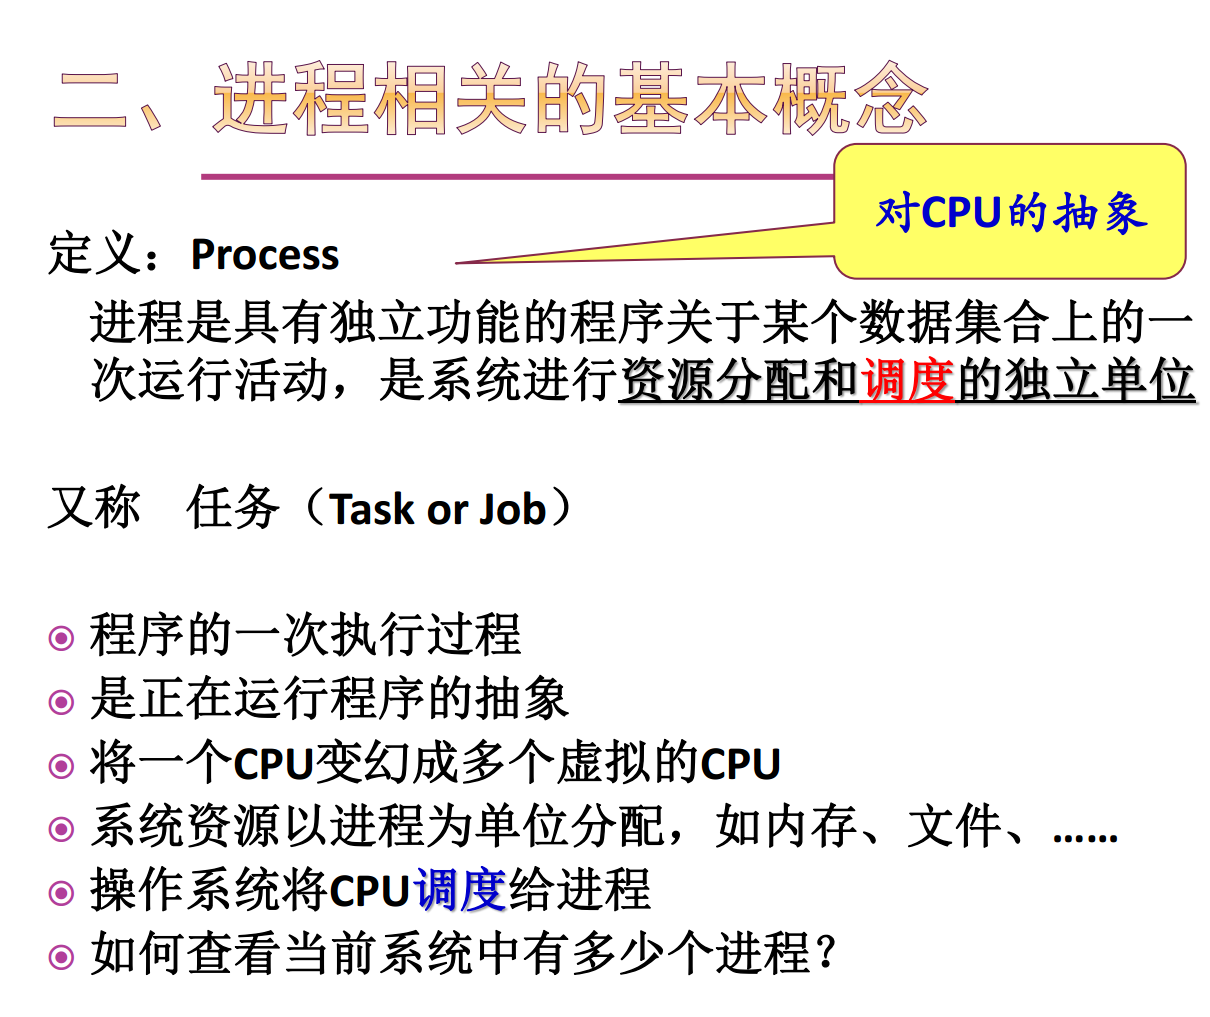 二、进程相关的基本概念
对CPU的抽象
定义：Process
进程是具有独立功能的程序关于某个数据集合上的一
次运行活动，是系统进行资源分配和调度的独立单位
又称　任务（Task or Job）
程序的一次执行过程
是正在运行程序的抽象
将一个CPU变幻成多个虚拟的CPU
系统资源以进程为单位分配，如内存、文件、……
操作系统将CPU调度给进程
如何查看当前系统中有多少个进程？